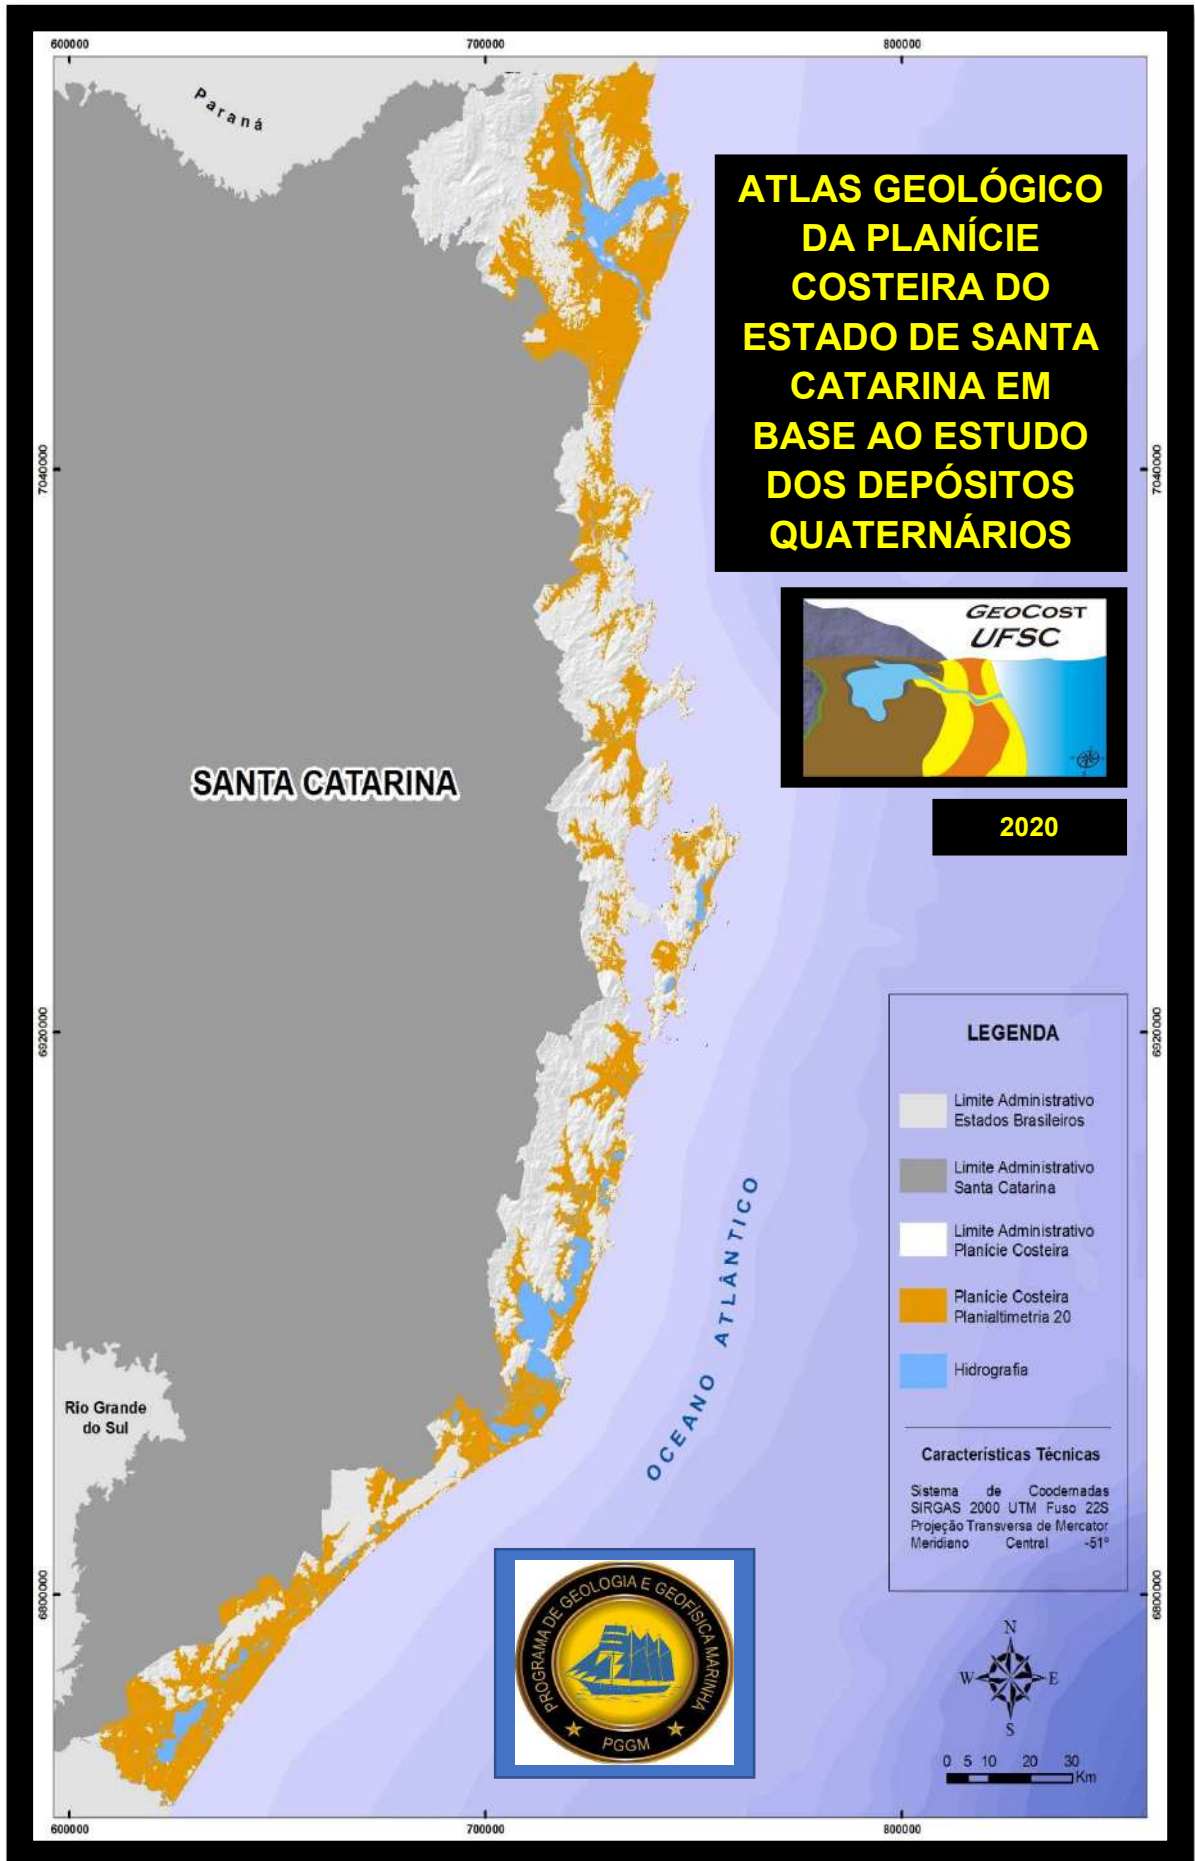 600000
700000
800000
Paraná
ATLAS GEOLÓGICO
DA PLANÍCIE
COSTEIRA DO
ESTADO DE SANTA
CATARINA EM
BASE AO ESTUDO
DOS DEPÓSITOS
QUATERNÁRIOS
7040000
7040000
GEOCOST
UFSC
SANTA CATARINA
2020
6920000
6920000
LEGENDA
Limite Administrativo
Estados Brasileiros
Limite Administrativo
Santa Catarina
Limite Administrativo
Planície Costeira
Planície Costeira
Planialtimetria 20
Hidrografia
OCEANO ATLÂNTICO
Rio Grande
do Sul
Características Técnicas
Sistema de Coodernadas
SIRGAS 2000 UTM Fuso 22S
Projeção Transversa de Mercator
Meridiano Central -51º
6800000
6800000
PROGRAMA DE GEOLOGIA E GEOFÍSICA MARINHA
PGGM
N
W E
S
0 5 10 20 30
Km
600000
700000
800000